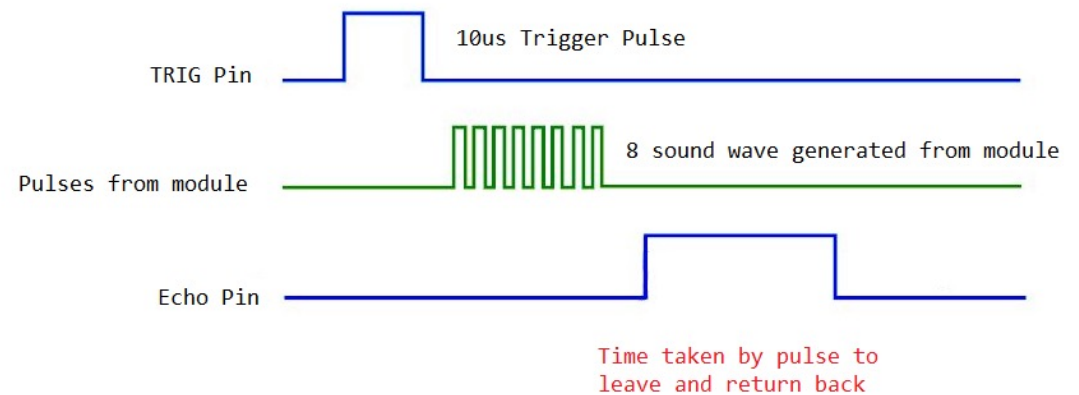 10us Trigger Pulse
TRIG Pin
8 sound wave generated from module
Pulses from module
Echo Pin
Time taken by pulse to
leave and return back